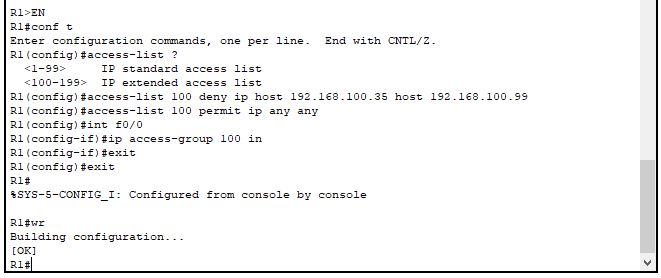 R1>EN
R1#conf t
Enter configuration commands, one per line.  End with CNTL/Z.
R1(config)#access-list ?
  <1-99>     IP standard access list
  <100-199>  IP extended access list
R1(config)#access-list 100 deny ip host 192.168.100.35 host 192.168.100.99
R1(config)#access-list 100 permit ip any any
R1(config)#int f0/0
R1(config-if)#ip access-group 100 in
R1(config-if)#exit
R1(config)#exit
R1#
%SYS-5-CONFIG_I: Configured from console by console

R1#wr
Building configuration...
[OK]
R1#